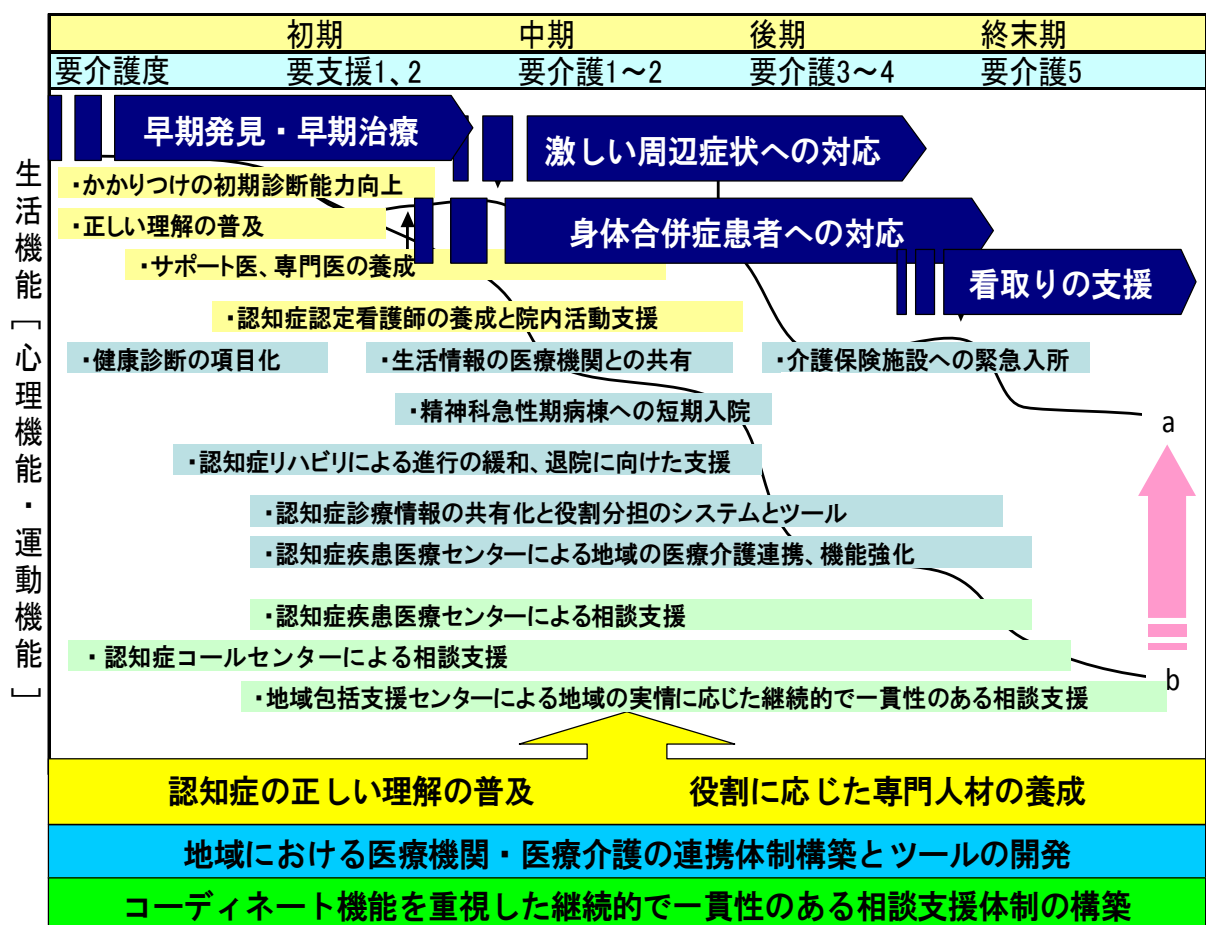 初期 中期 後期 終末期
要介護度 要支援1、2 要介護1～2 要介護3～4 要介護5
早期発見・早期治療
激しい周辺症状への対応
・かかりつけの初期診断能力向上
・正しい理解の普及
身体合併症患者への対応
・サポート医、専門医の養成
看取りの支援
・認知症認定看護師の養成と院内活動支援
・健康診断の項目化
・生活情報の医療機関との共有
・介護保険施設への緊急入所
・精神科急性期病棟への短期入院
a
・認知症リハビリによる進行の緩和、退院に向けた支援
・認知症診療情報の共有化と役割分担のシステムとツール
・認知症疾患医療センターによる地域の医療介護連携、機能強化
・認知症疾患医療センターによる相談支援
・認知症コールセンターによる相談支援
b
・地域包括支援センターによる地域の実情に応じた継続的で一貫性のある相談支援
生活機能［心理機能・運動機能］
認知症の正しい理解の普及 役割に応じた専門人材の養成
地域における医療機関・医療介護の連携体制構築とツールの開発
コーディネート機能を重視した継続的で一貫性のある相談支援体制の構築